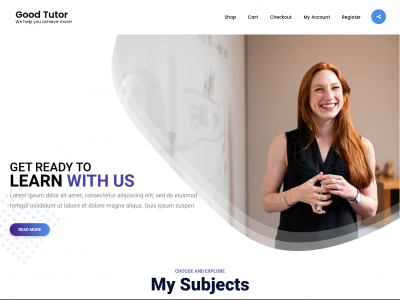 Good Tutor
We help you achieve more!
Shop Cart Checkout My Account Register
GET READY TO
LEARN WITH US
Lorem ipsum dolor sit amet, consectetur adipiscing elit, sed do eiusmod
tempor incididunt ut labore et dolore magna aliqua. Quis ipsum suspen
READ MORE
CHOOSE AND EXPLORE
My Subjects